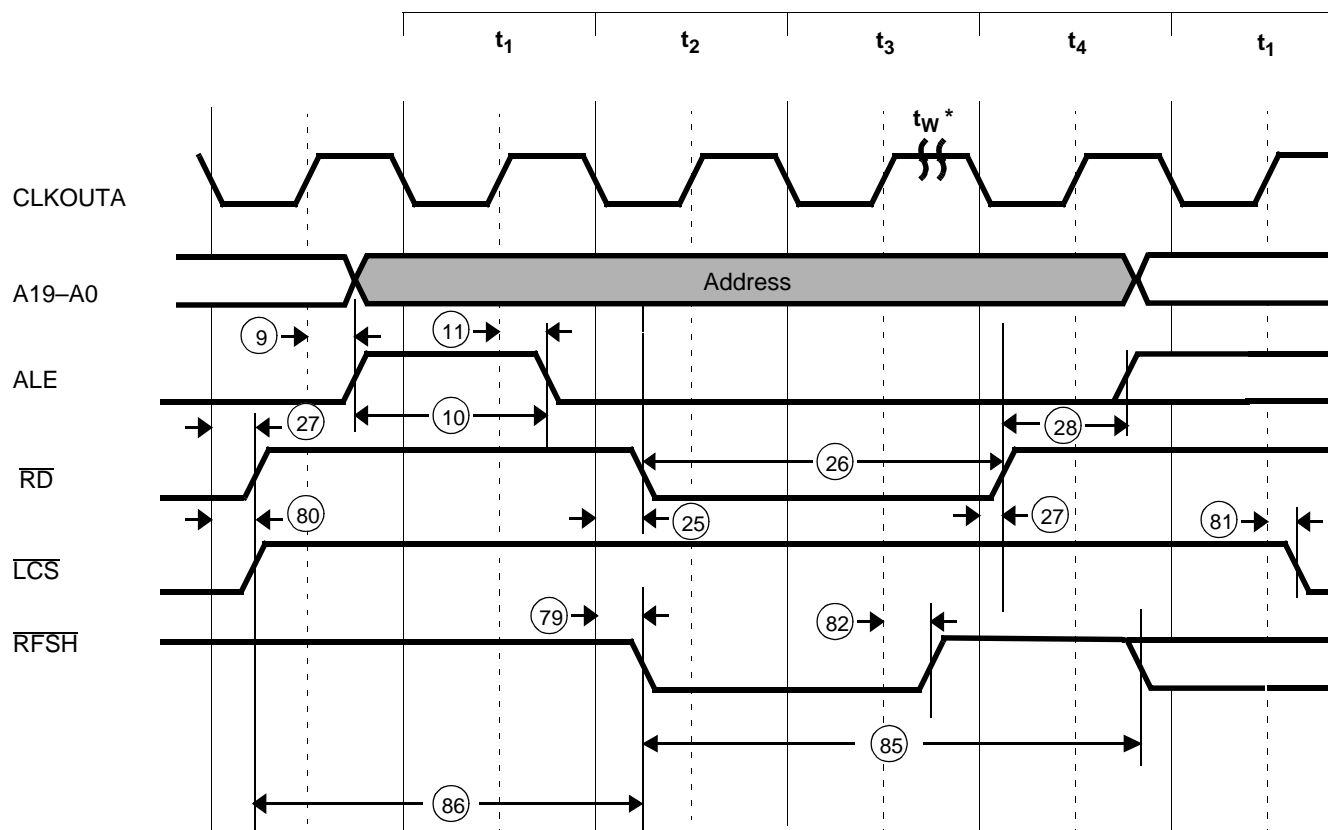 t1 t2 t3 t4 t1
tW *
CLKOUTA
A19–A0
Address
9 11
ALE
10
27 28
RD
26
80 25 27 81
LCS
79 82
RFSH
85
86